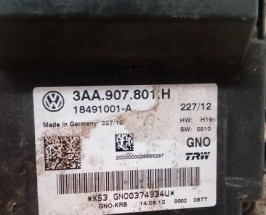 3AA.907.801.H
18491001-A 227/12
Made in Germany 227/12 HW: H19
SW: 0010
GNO
TRW
*K53 GNO0374934U*
GNO-KRB 14.08.12 0002 0877